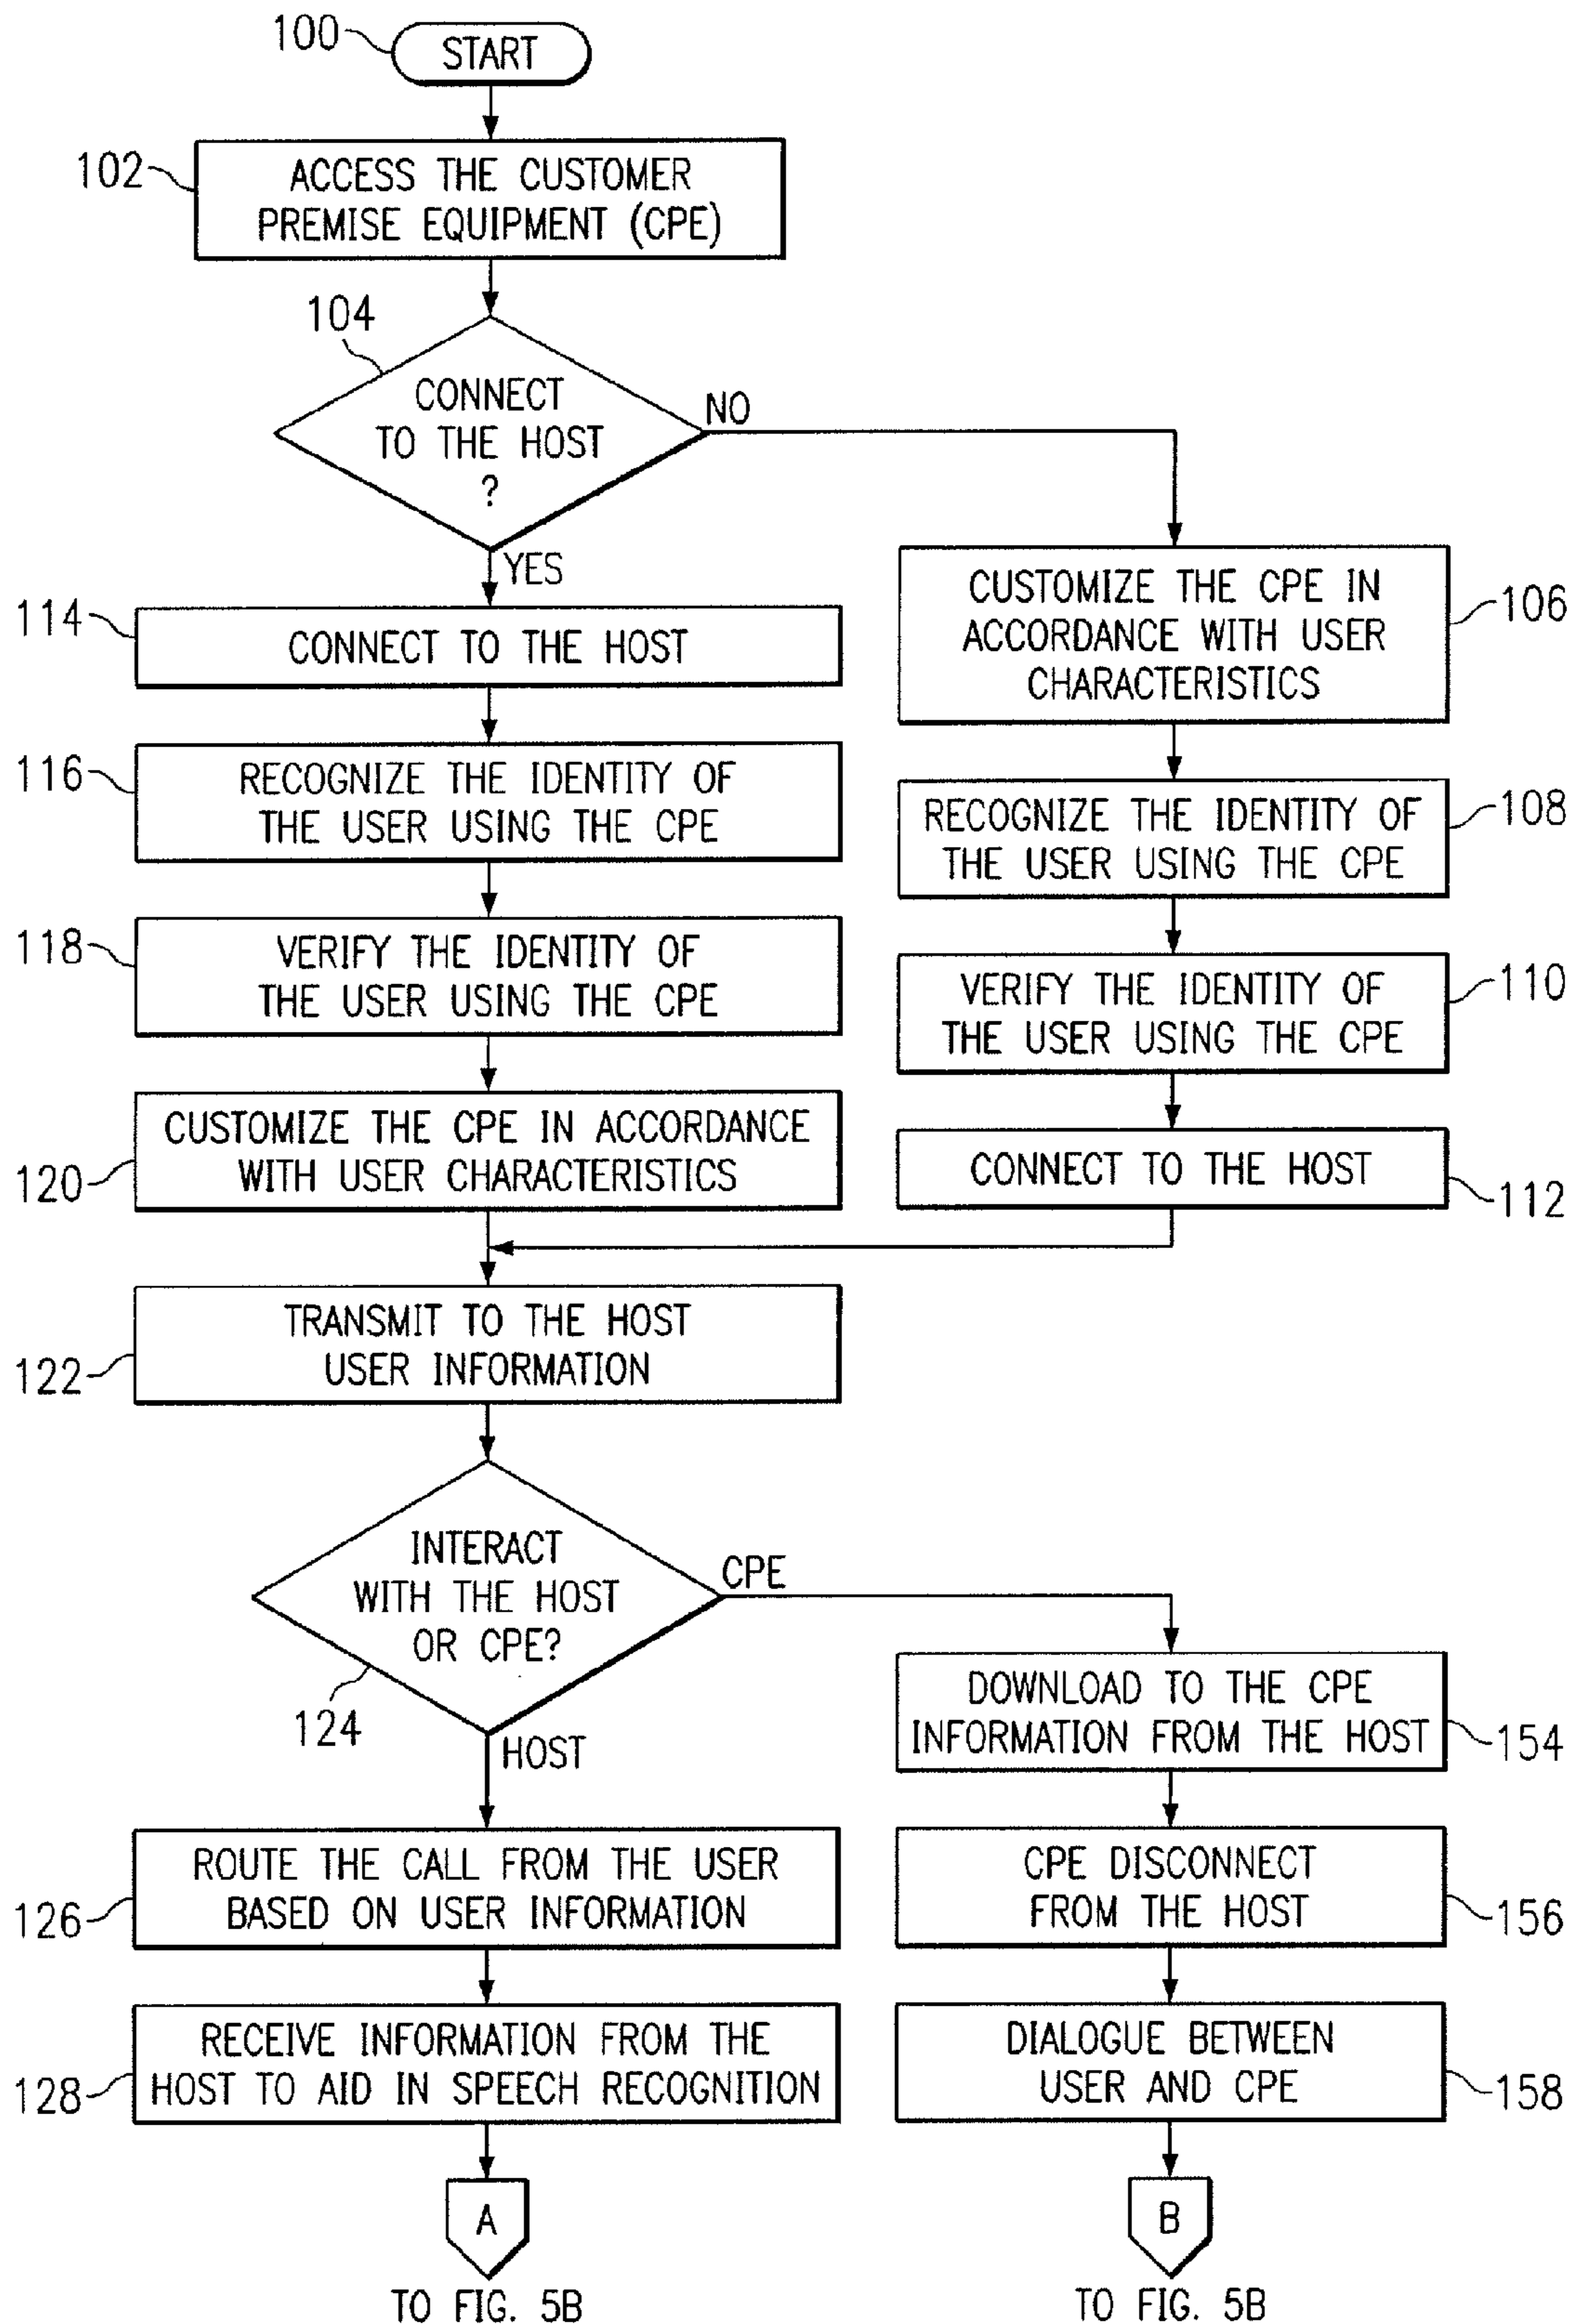 100
START
102
ACCESS THE CUSTOMER
PREMISE EQUIPMENT (CPE)
104
CONNECT
TO THE HOST
?
NO
YES
114
CONNECT TO THE HOST
CUSTOMIZE THE CPE IN
ACCORDANCE WITH USER
CHARACTERISTICS
106
116
RECOGNIZE THE IDENTITY OF
THE USER USING THE CPE
RECOGNIZE THE IDENTITY OF
THE USER USING THE CPE
108
118
VERIFY THE IDENTITY OF
THE USER USING THE CPE
VERIFY THE IDENTITY OF
THE USER USING THE CPE
110
CUSTOMIZE THE CPE IN ACCORDANCE
WITH USER CHARACTERISTICS
120
CONNECT TO THE HOST
112
TRANSMIT TO THE HOST
USER INFORMATION
122
INTERACT
WITH THE HOST
OR CPE?
CPE
124
HOST
DOWNLOAD TO THE CPE
INFORMATION FROM THE HOST
154
ROUTE THE CALL FROM THE USER
BASED ON USER INFORMATION
126
CPE DISCONNECT
FROM THE HOST
156
RECEIVE INFORMATION FROM THE
HOST TO AID IN SPEECH RECOGNITION
128
DIALOGUE BETWEEN
USER AND CPE
158
A
TO FIG. 5B
B
TO FIG. 5B